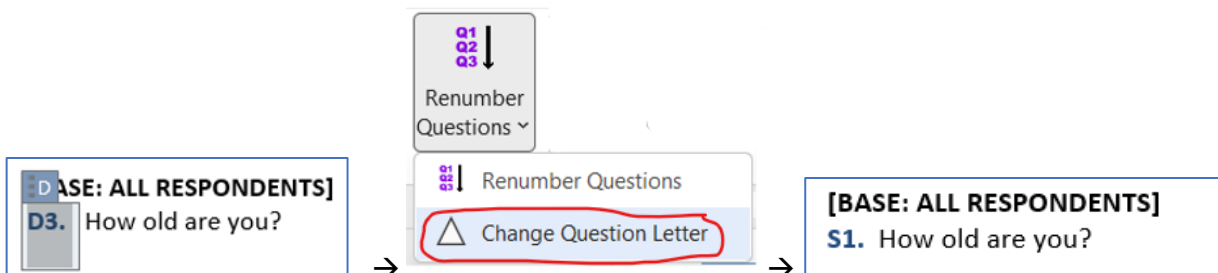 Q1
Q2
Q3
Renumber
Questions
Q1
Q2
Q3
Renumber Questions
Change Question Letter
D
ASE: ALL RESPONDENTS]
D3. How old are you?
[BASE: ALL RESPONDENTS]
S1. How old are you?